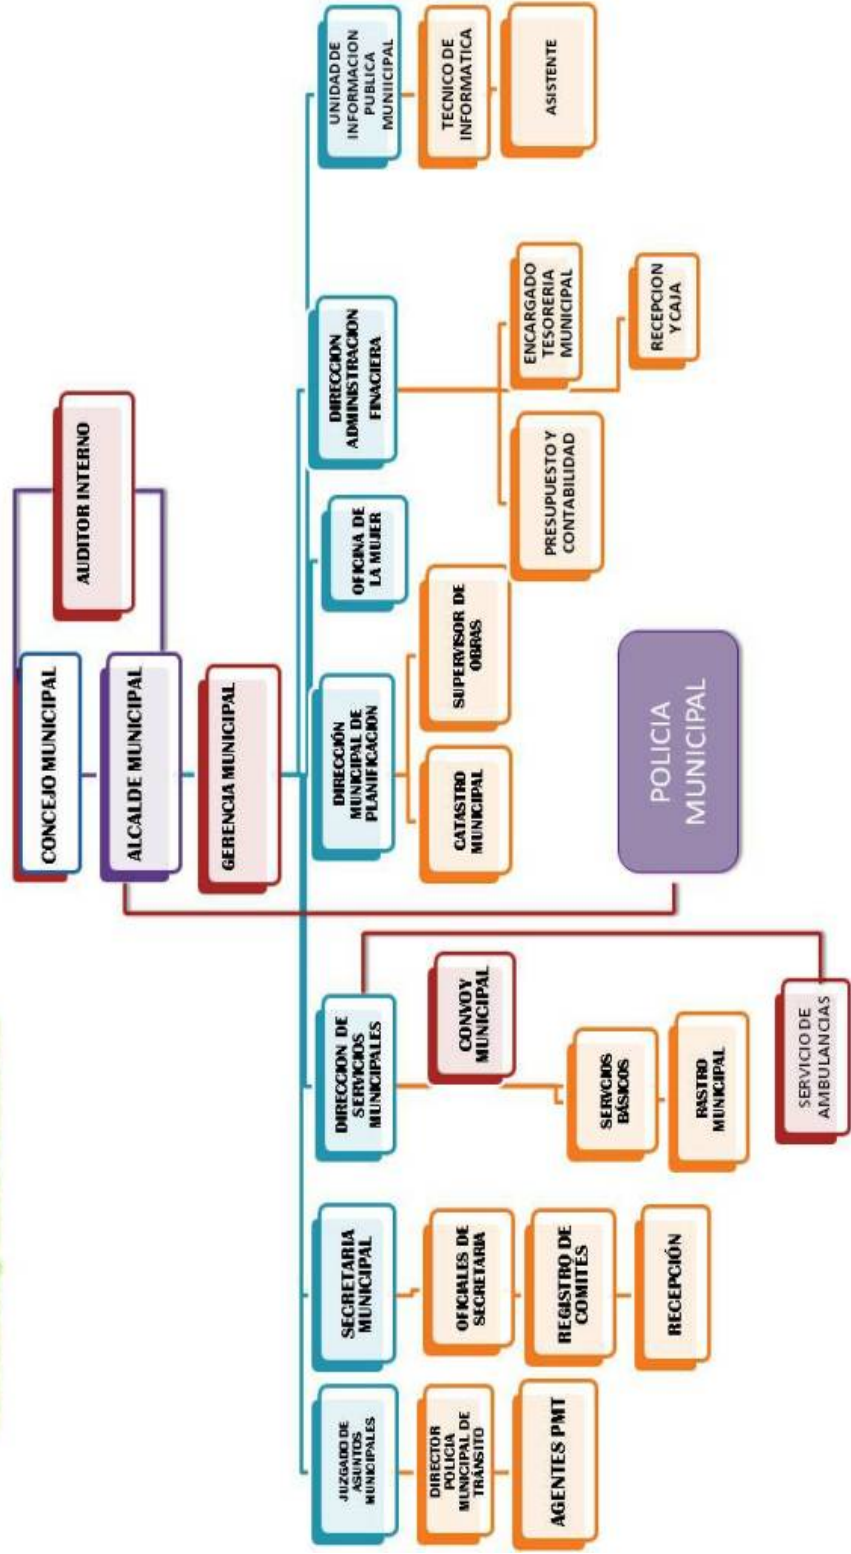 CONCEJO MUNICIPAL
AUDITOR INTERNO
ALCALDE MUNICIPAL
GERENCIA MUNICIPAL
JUZGADO DE
ASUNTOS
MUNICIPALES
DIRECTOR
POLICIA
MUNICIPAL DE
TRÁNSITO
AGENTES PMT
SECRETARIA
MUNICIPAL
OFICIALES DE
SECRETARIA
REGISTRO DE
COMITÉS
RECEPCIÓN
DIRECCION DE
SERVICIOS
MUNICIPALES
CONVOY
MUNICIPAL
SERVCIOS
BÁSICOS
RASTRO
MUNICIPAL
SERVICIO DE
AMBULANCIAS
DIRECCIÓN
MUNICIPAL DE
PLANIFICACION
CATASTRO
MUNICIPAL
SUPERVISOR DE
OBRAS
POLICIA
MUNICIPAL
OFICINA DE
LA MUJER
DIRECCION
ADMINISTRACION
FINACIERA
PRESUPUESTO Y
CONTABILIDAD
ENCARGADO
TESORERIA
MUNICIPAL
RECEPCION
Y CAJA
UNIDAD DE
INFORMACION
PUBLICA
MUNIICIPAL
TECNICO DE
INFORMATICA
ASISTENTE